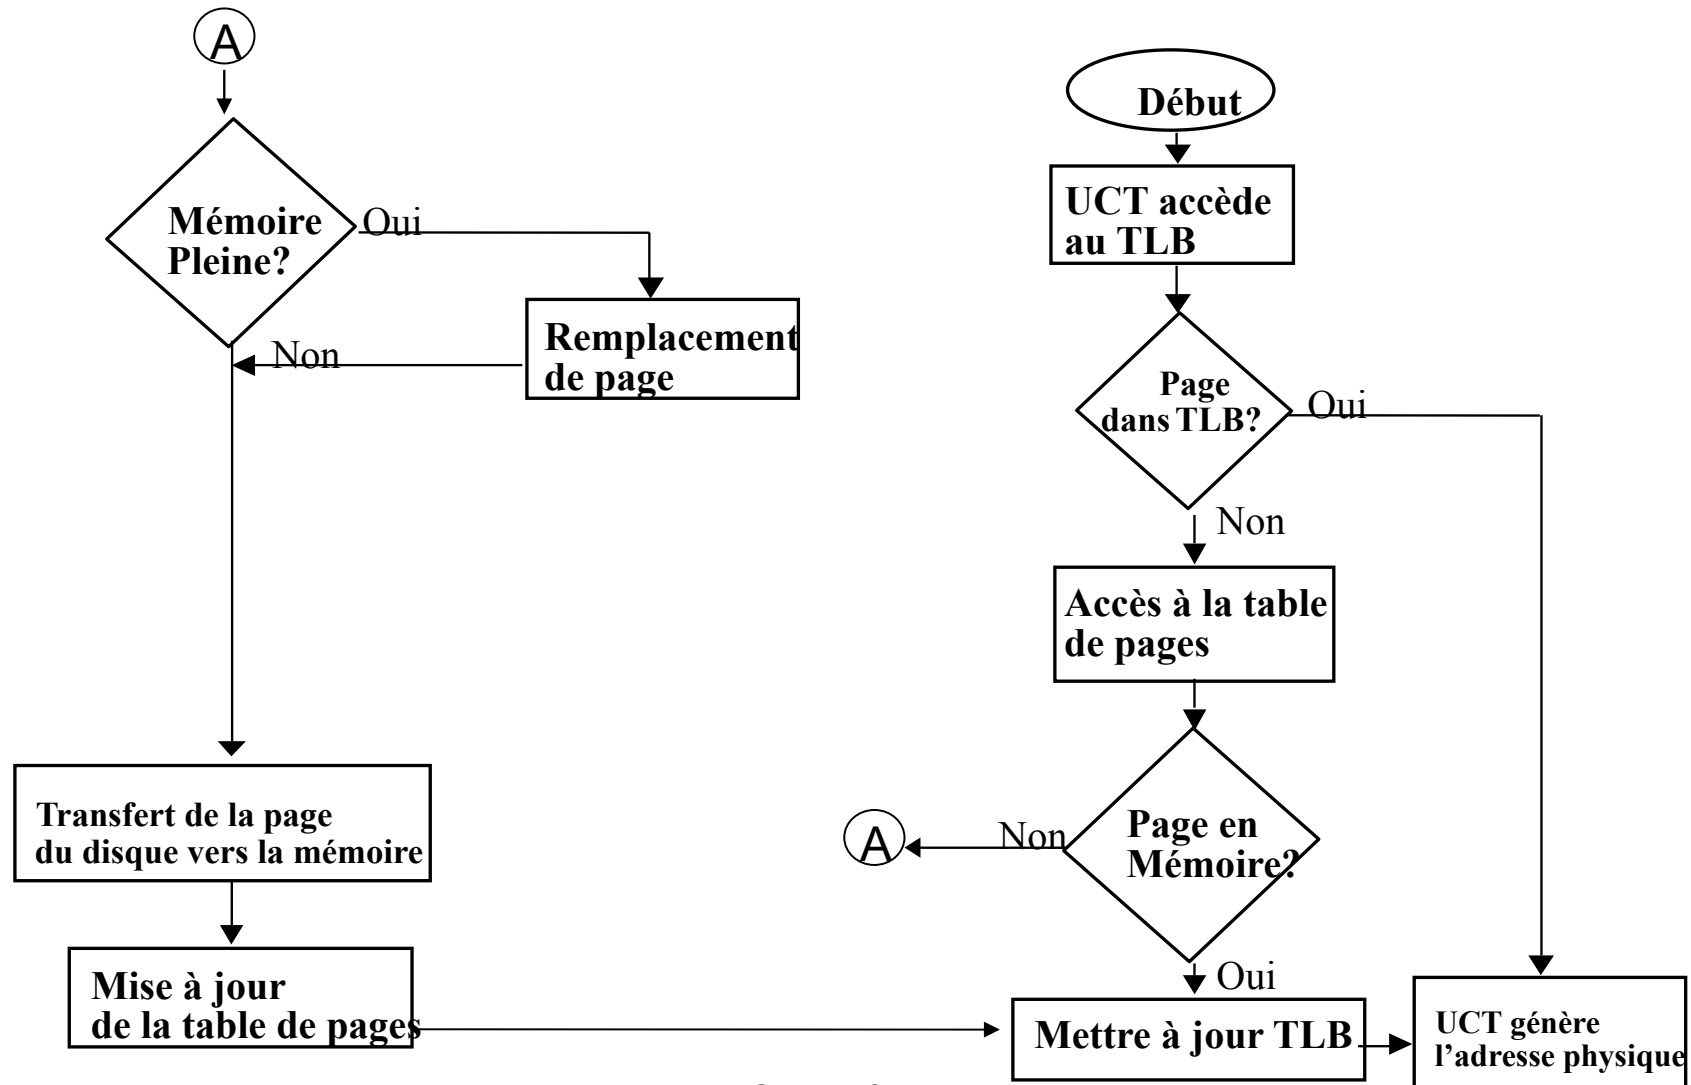 A
Mémoire
Pleine?
Oui
Remplacement
de page
Non
Transfert de la page
du disque vers la mémoire
Mise à jour
de la table de pages
Début
UCT accède
au TLB
Page
dans TLB?
Oui
Non
Accès à la table
de pages
Page en
Mémoire?
Non
A
Oui
Mettre à jour TLB
UCT génère
l’adresse physique